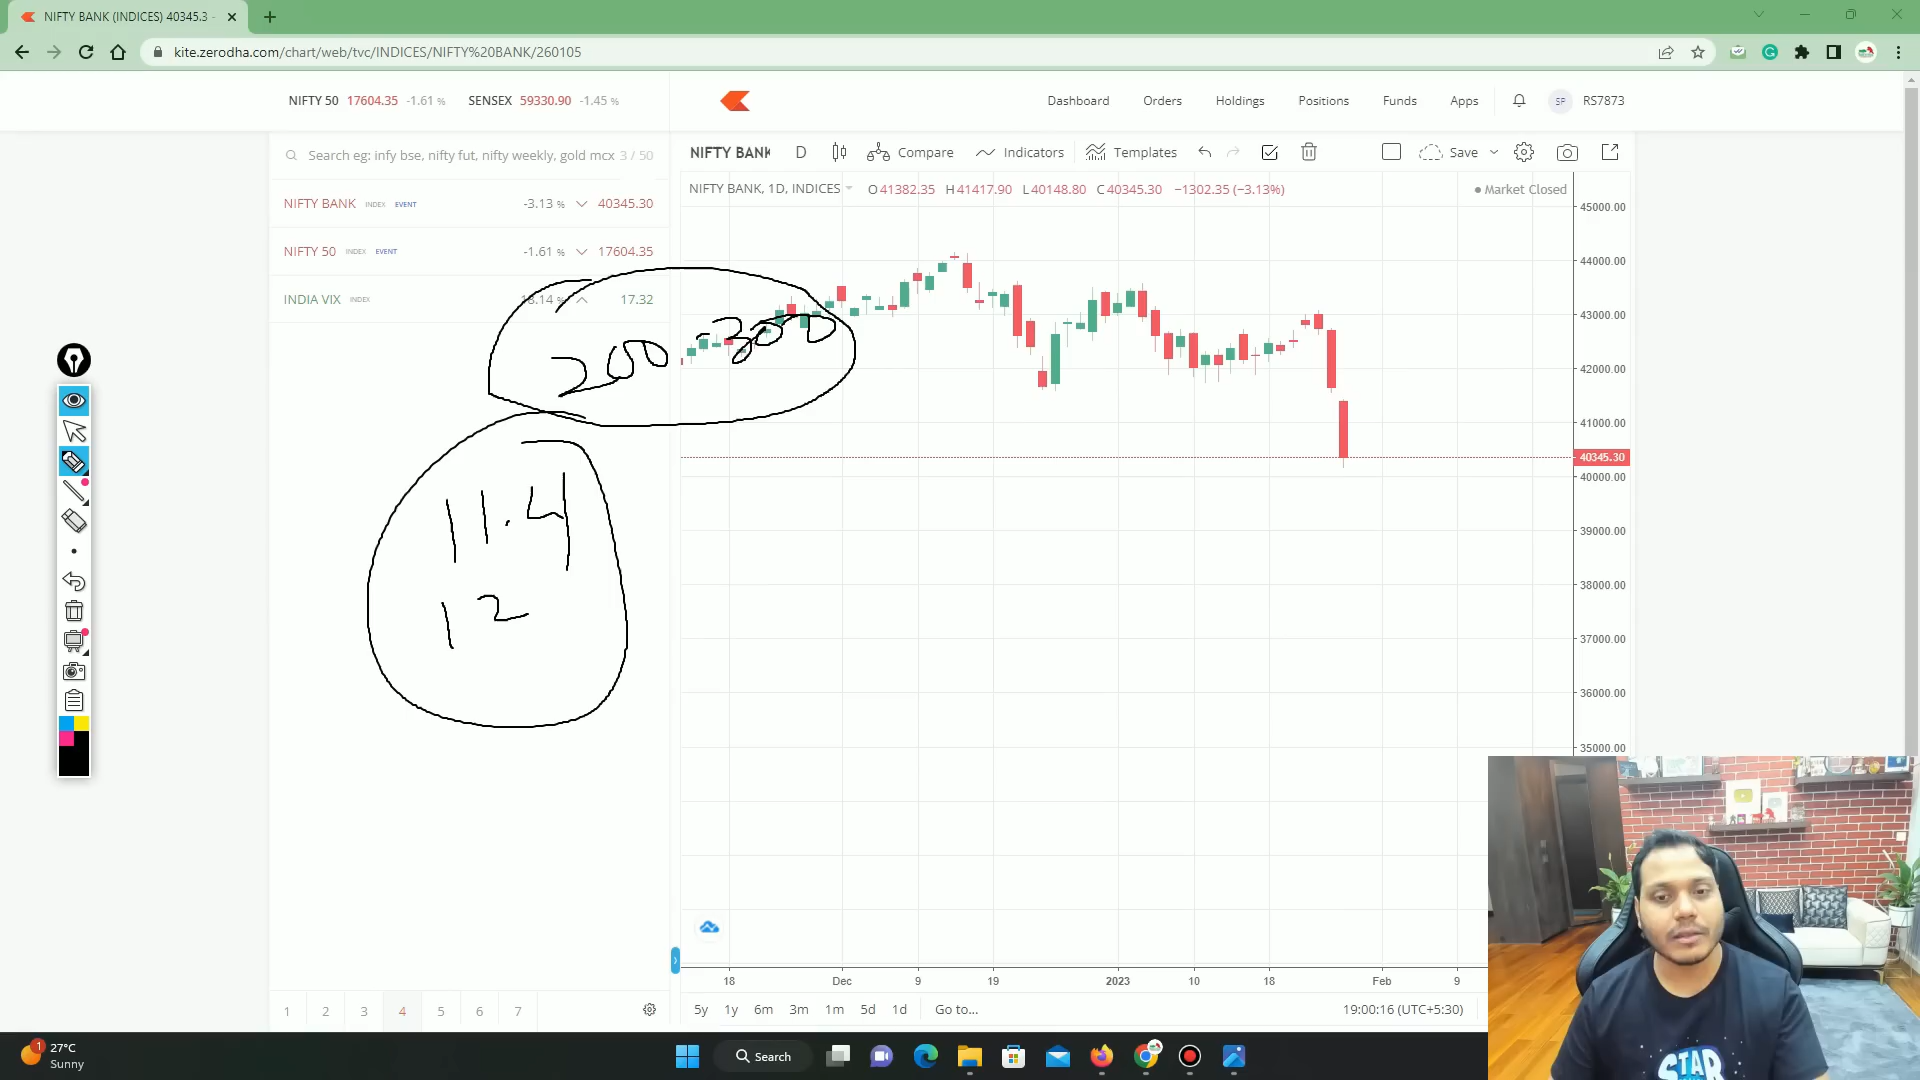 NIFTY BANK (INDICES) 40345.3 -
kite.zerodha.com/chart/web/tvc/INDICES/NIFTY%20BANK/260105
NIFTY 50 17604.35 -1.61 % SENSEX 59330.90 -1.45 %
Dashboard Orders Holdings Positions Funds Apps SP RS7873
Search eg: infy bse, nifty fut, nifty weekly, gold mcx 3 / 50
NIFTY BANK INDEX EVENT -3.13 % 40345.30
NIFTY 50 INDEX EVENT -1.61 % 17604.35
INDIA VIX INDEX 18.14 % 17.32
NIFTY BANK D Compare Indicators Templates Save
NIFTY BANK, 1D, INDICES O 41382.35 H 41417.90 L 40148.80 C 40345.30 −1302.35 (−3.13%) Market Closed
45000.00
44000.00
43000.00
42000.00
41000.00
40345.30
40000.00
39000.00
38000.00
37000.00
36000.00
35000.00
200 - 300
11.4
12
18 Dec 9 19 2023 10 18 Feb 9
1 2 3 4 5 6 7
5y 1y 6m 3m 1m 5d 1d Go to... 19:00:16 (UTC+5:30)
STAR
1 27°C
Sunny
Search